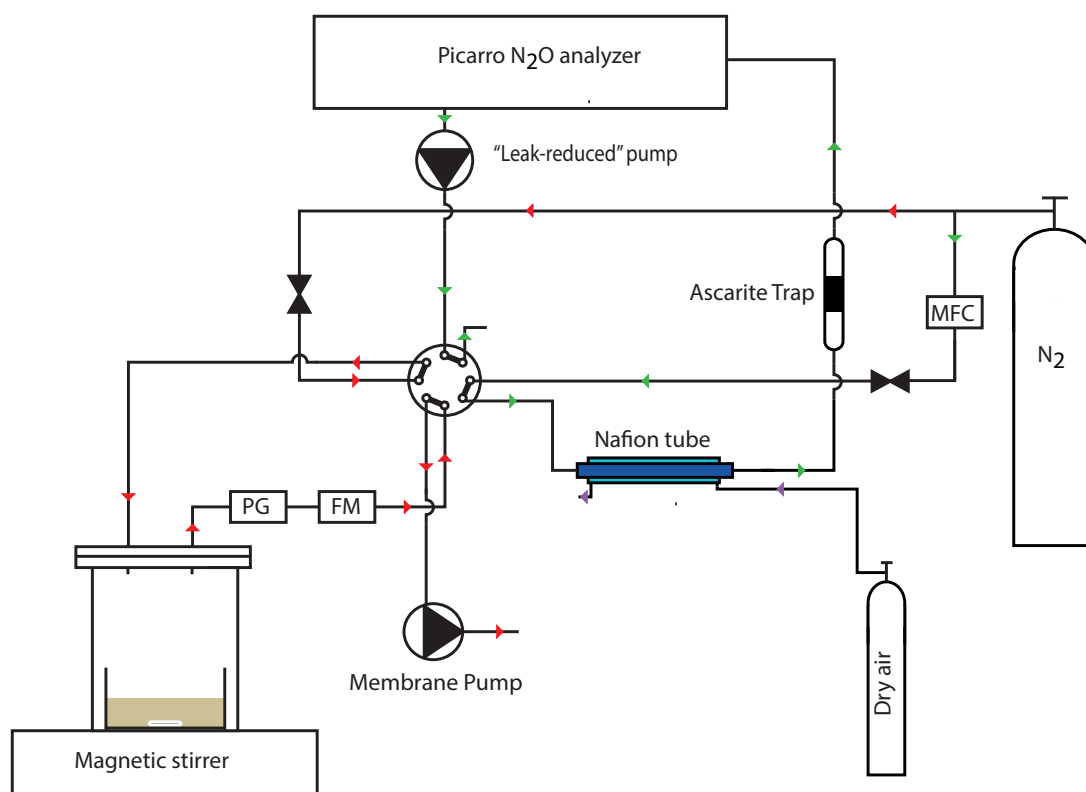 Picarro N2O analyzer
“Leak-reduced” pump
Ascarite Trap
MFC
N2
Nafion tube
PG
FM
Membrane Pump
Dry air
Magnetic stirrer